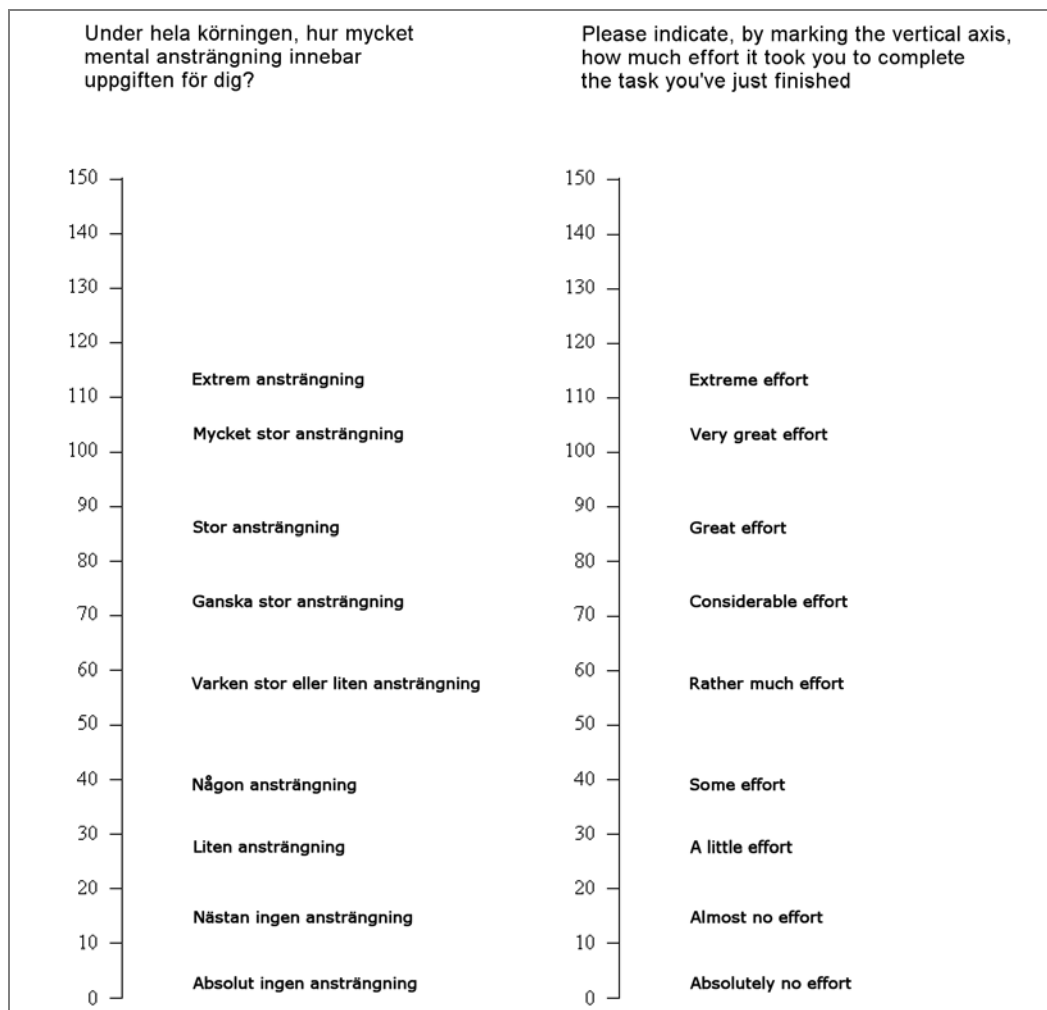 Under hela körningen, hur mycket
mental ansträngning innebar
uppgiften för dig?
150
140
130
120
Extrem ansträngning
110
Mycket stor ansträngning
100
90
Stor ansträngning
80
Ganska stor ansträngning
70
60
Varken stor eller liten ansträngning
50
40
Någon ansträngning
30
Liten ansträngning
20
Nästan ingen ansträngning
10
Absolut ingen ansträngning
0
Please indicate, by marking the vertical axis,
how much effort it took you to complete
the task you've just finished
150
140
130
120
Extreme effort
110
Very great effort
100
90
Great effort
80
Considerable effort
70
60
Rather much effort
50
40
Some effort
30
A little effort
20
Almost no effort
10
Absolutely no effort
0